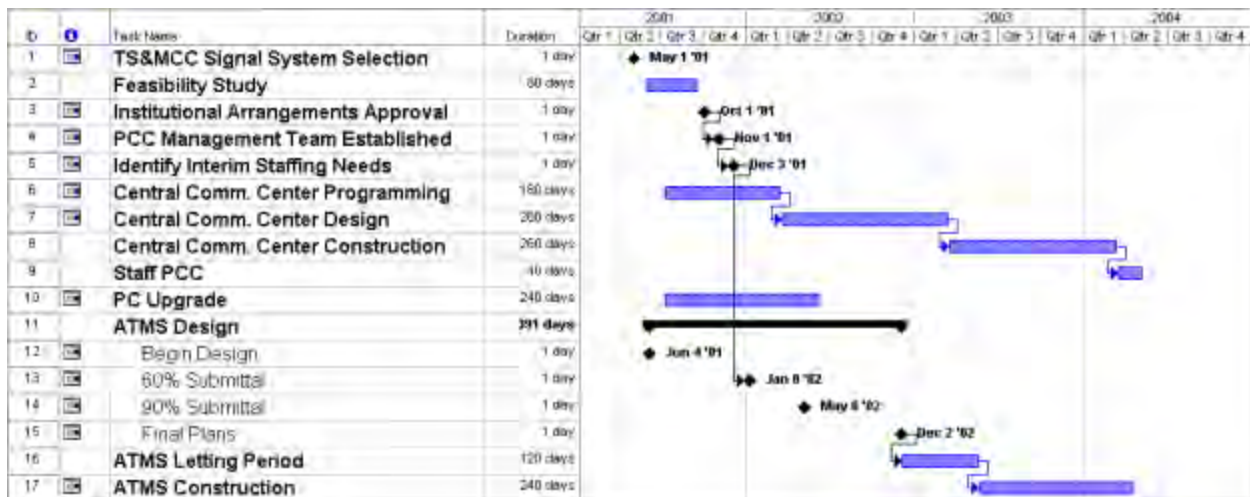 2001 2002 2003 2004
ID Task Name Duration Qtr 1 Qtr 2 Qtr 3 Qtr 4 Qtr 1 Qtr 2 Qtr 3 Qtr 4 Qtr 1 Qtr 2 Qtr 3 Qtr 4 Qtr 1 Qtr 2 Qtr 3 Qtr 4
1 TS&MCC Signal System Selection 1 day May 1 '01
2 Feasibility Study 80 days
3 Institutional Arrangements Approval 1 day Oct 1 '01
4 PCC Management Team Established 1 day Nov 1 '01
5 Identify Interim Staffing Needs 1 day Dec 3 '01
6 Central Comm. Center Programming 180 days
7 Central Comm. Center Design 260 days
8 Central Comm. Center Construction 260 days
9 Staff PCC 40 days
10 PC Upgrade 240 days
11 ATMS Design 391 days
12 Begin Design 1 day Jun 4 '01
13 60% Submittal 1 day Jan 8 '02
14 90% Submittal 1 day May 8 '02
15 Final Plans 1 day Dec 2 '02
16 ATMS Letting Period 120 days
17 ATMS Construction 240 days